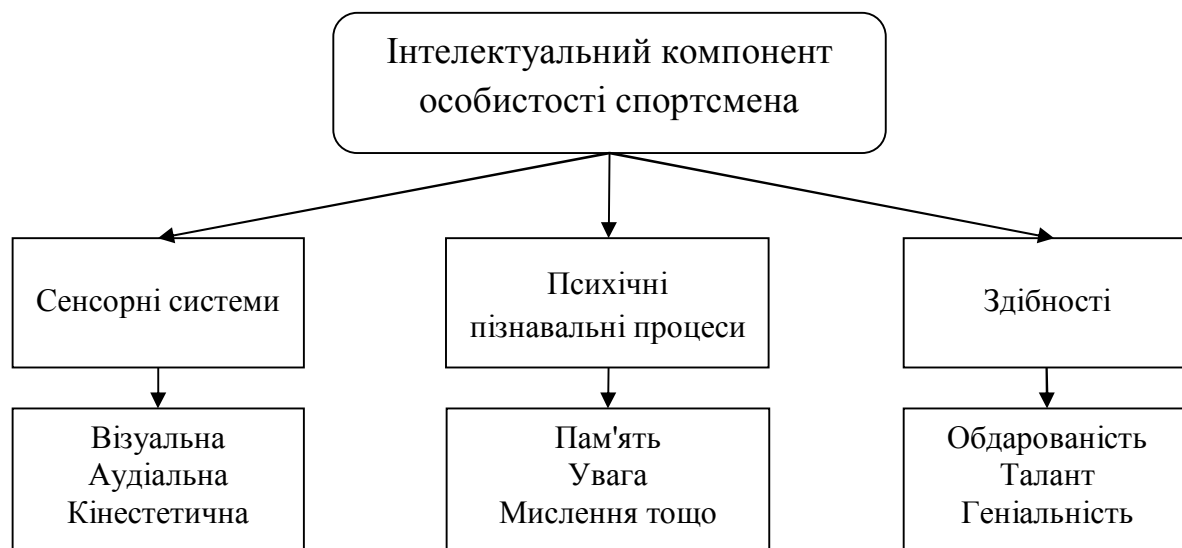 Інтелектуальний компонент
особистості спортсмена
Сенсорні системи
Психічні
пізнавальні процеси
Здібності
Візуальна
Аудіальна
Кінестетична
Пам'ять
Увага
Мислення тощо
Обдарованість
Талант
Геніальність